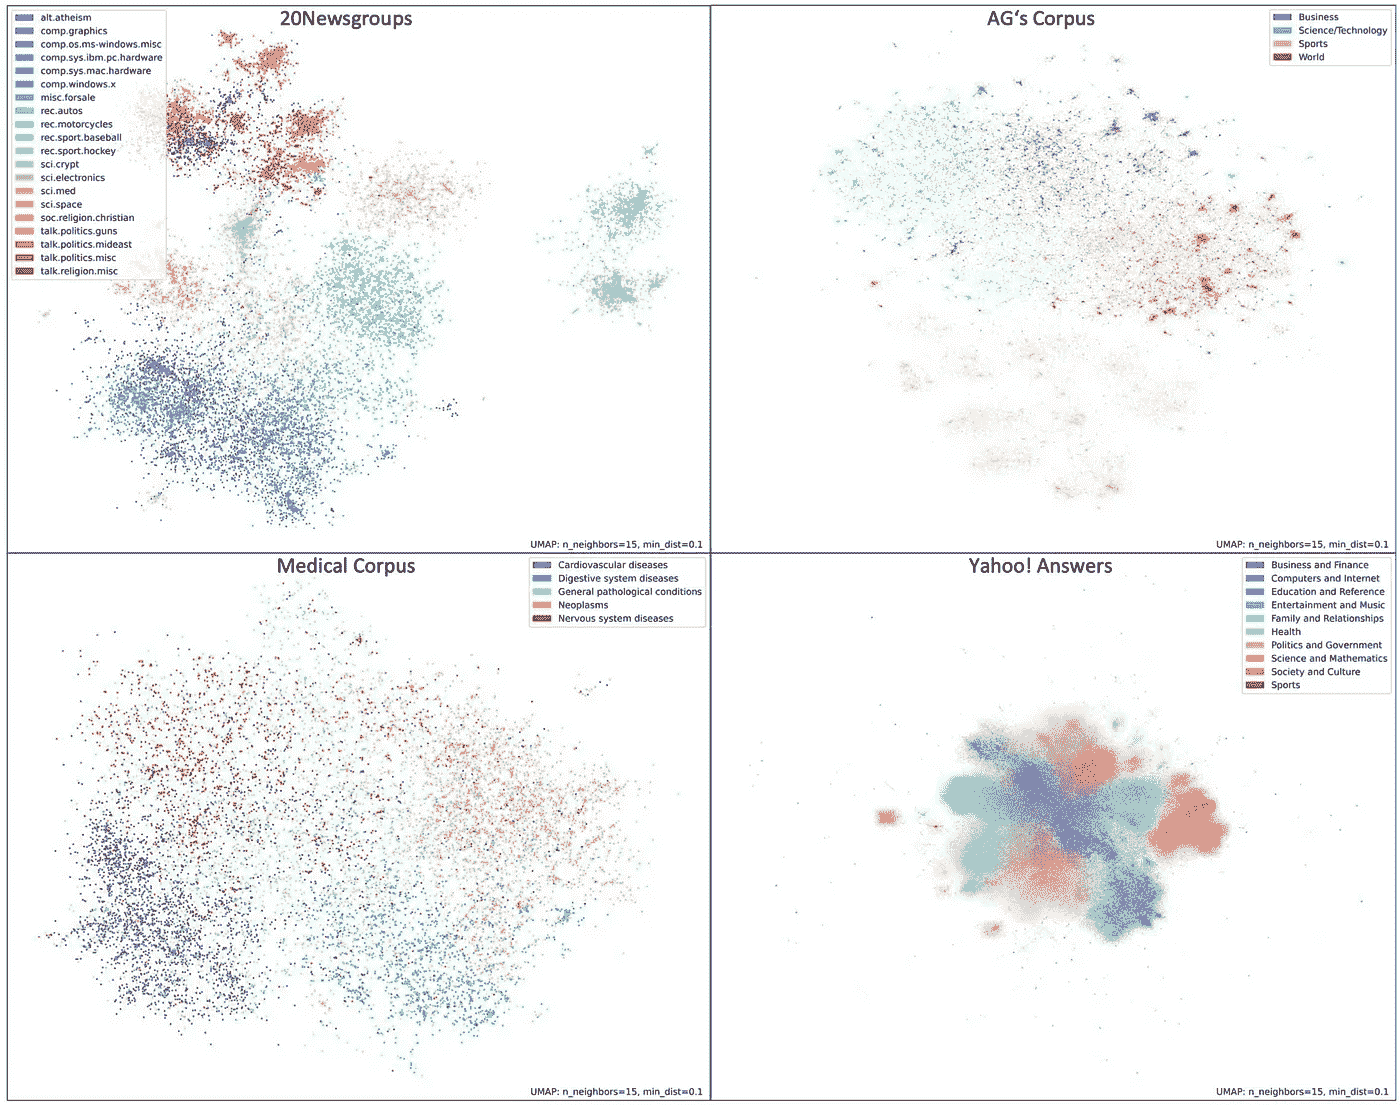 20Newsgroups
alt.atheism
comp.graphics
comp.os.ms-windows.misc
comp.sys.ibm.pc.hardware
comp.sys.mac.hardware
comp.windows.x
misc.forsale
rec.autos
rec.motorcycles
rec.sport.baseball
rec.sport.hockey
sci.crypt
sci.electronics
sci.med
sci.space
soc.religion.christian
talk.politics.guns
talk.politics.mideast
talk.politics.misc
talk.religion.misc
UMAP: n_neighbors=15, min_dist=0.1
AG‘s Corpus
Business
Science/Technology
Sports
World
UMAP: n_neighbors=15, min_dist=0.1
Medical Corpus
Cardiovascular diseases
Digestive system diseases
General pathological conditions
Neoplasms
Nervous system diseases
UMAP: n_neighbors=15, min_dist=0.1
Yahoo! Answers
Business and Finance
Computers and Internet
Education and Reference
Entertainment and Music
Family and Relationships
Health
Politics and Government
Science and Mathematics
Society and Culture
Sports
UMAP: n_neighbors=15, min_dist=0.1